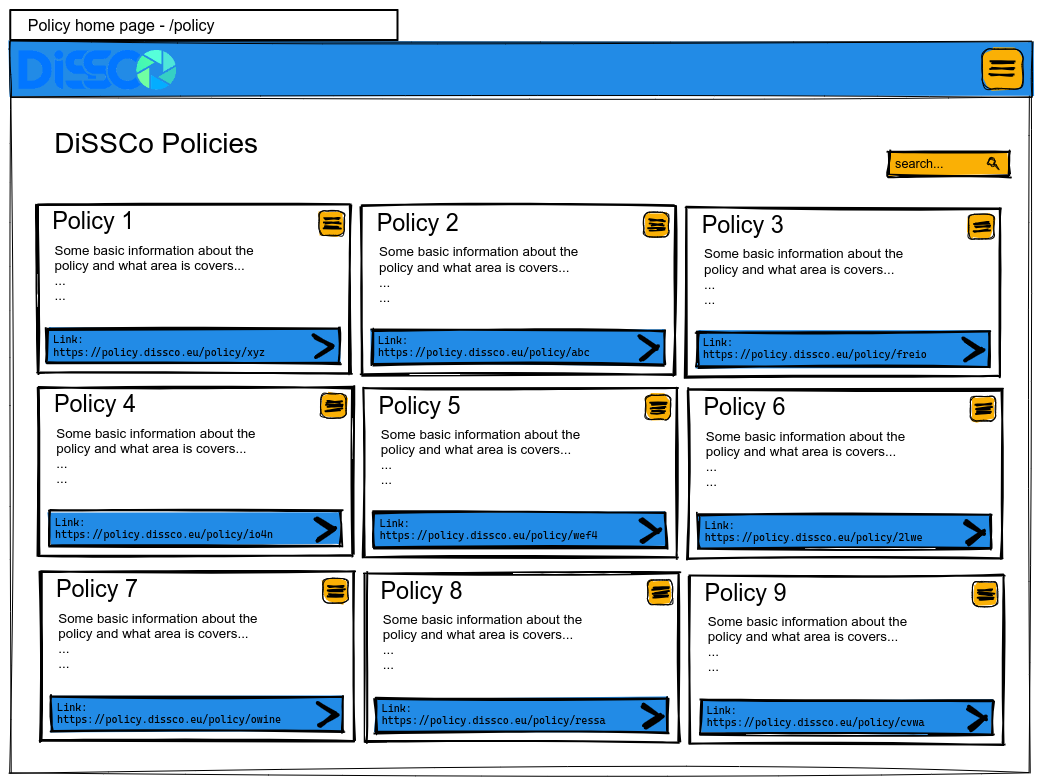 Policy home page - /policy
DiSSCo
DiSSCo Policies
search...
Policy 1
Some basic information about the
policy and what area is covers...
...
...
Link:
https://policy.dissco.eu/policy/xyz
Policy 2
Some basic information about the
policy and what area is covers...
...
...
Link:
https://policy.dissco.eu/policy/abc
Policy 3
Some basic information about the
policy and what area is covers...
...
...
Link:
https://policy.dissco.eu/policy/freio
Policy 4
Some basic information about the
policy and what area is covers...
...
...
Link:
https://policy.dissco.eu/policy/io4n
Policy 5
Some basic information about the
policy and what area is covers...
...
...
Link:
https://policy.dissco.eu/policy/wef4
Policy 6
Some basic information about the
policy and what area is covers...
...
...
Link:
https://policy.dissco.eu/policy/2lwe
Policy 7
Some basic information about the
policy and what area is covers...
...
...
Link:
https://policy.dissco.eu/policy/owine
Policy 8
Some basic information about the
policy and what area is covers...
...
...
Link:
https://policy.dissco.eu/policy/ressa
Policy 9
Some basic information about the
policy and what area is covers...
...
...
Link:
https://policy.dissco.eu/policy/cvwa